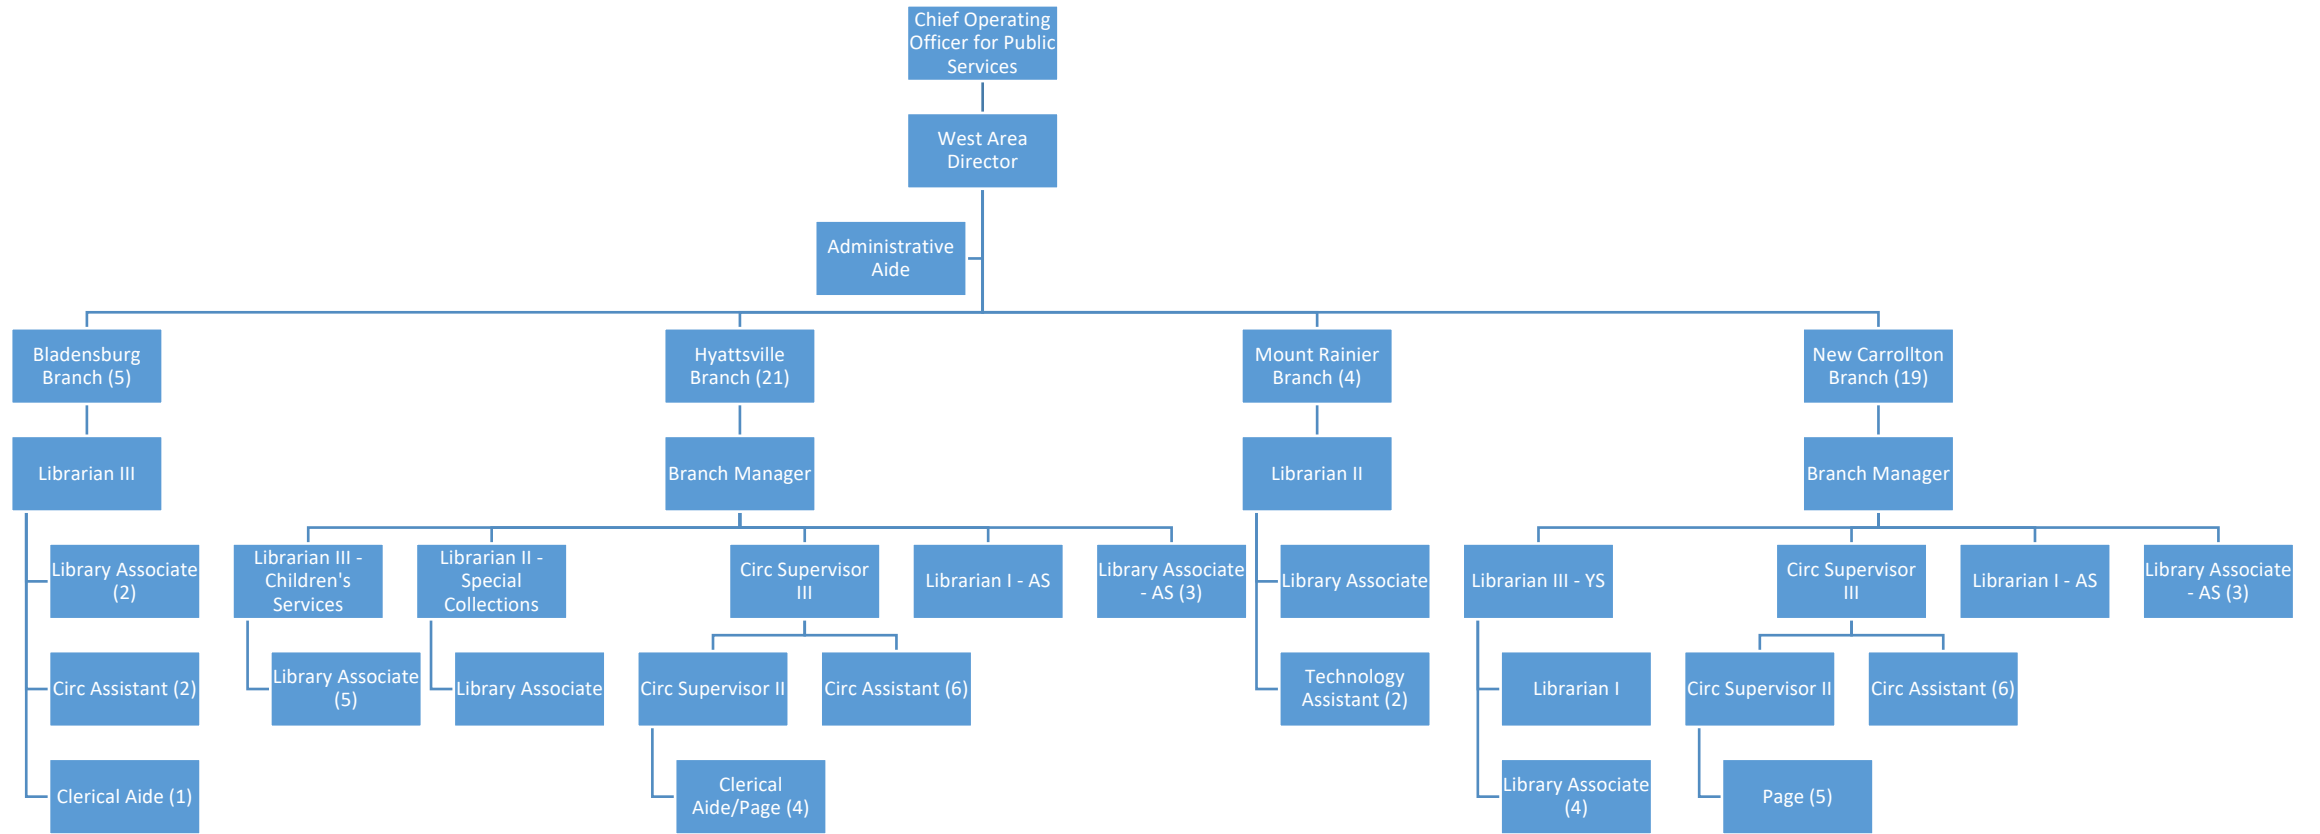 Chief Operating
Officer for Public
Services
West Area
Director
Administrative
Aide
Bladensburg
Branch (5)
Hyattsville
Branch (21)
Mount Rainier
Branch (4)
New Carrollton
Branch (19)
Librarian III
Branch Manager
Librarian II
Branch Manager
Library Associate
(2)
Librarian III -
Children's
Services
Librarian II -
Special
Collections
Circ Supervisor
III
Librarian I - AS
Library Associate
- AS (3)
Library Associate
Librarian III - YS
Circ Supervisor
III
Librarian I - AS
Library Associate
- AS (3)
Circ Assistant (2)
Library Associate
(5)
Library Associate
Circ Supervisor II
Circ Assistant (6)
Technology
Assistant (2)
Librarian I
Circ Supervisor II
Circ Assistant (6)
Clerical Aide (1)
Clerical
Aide/Page (4)
Library Associate
(4)
Page (5)